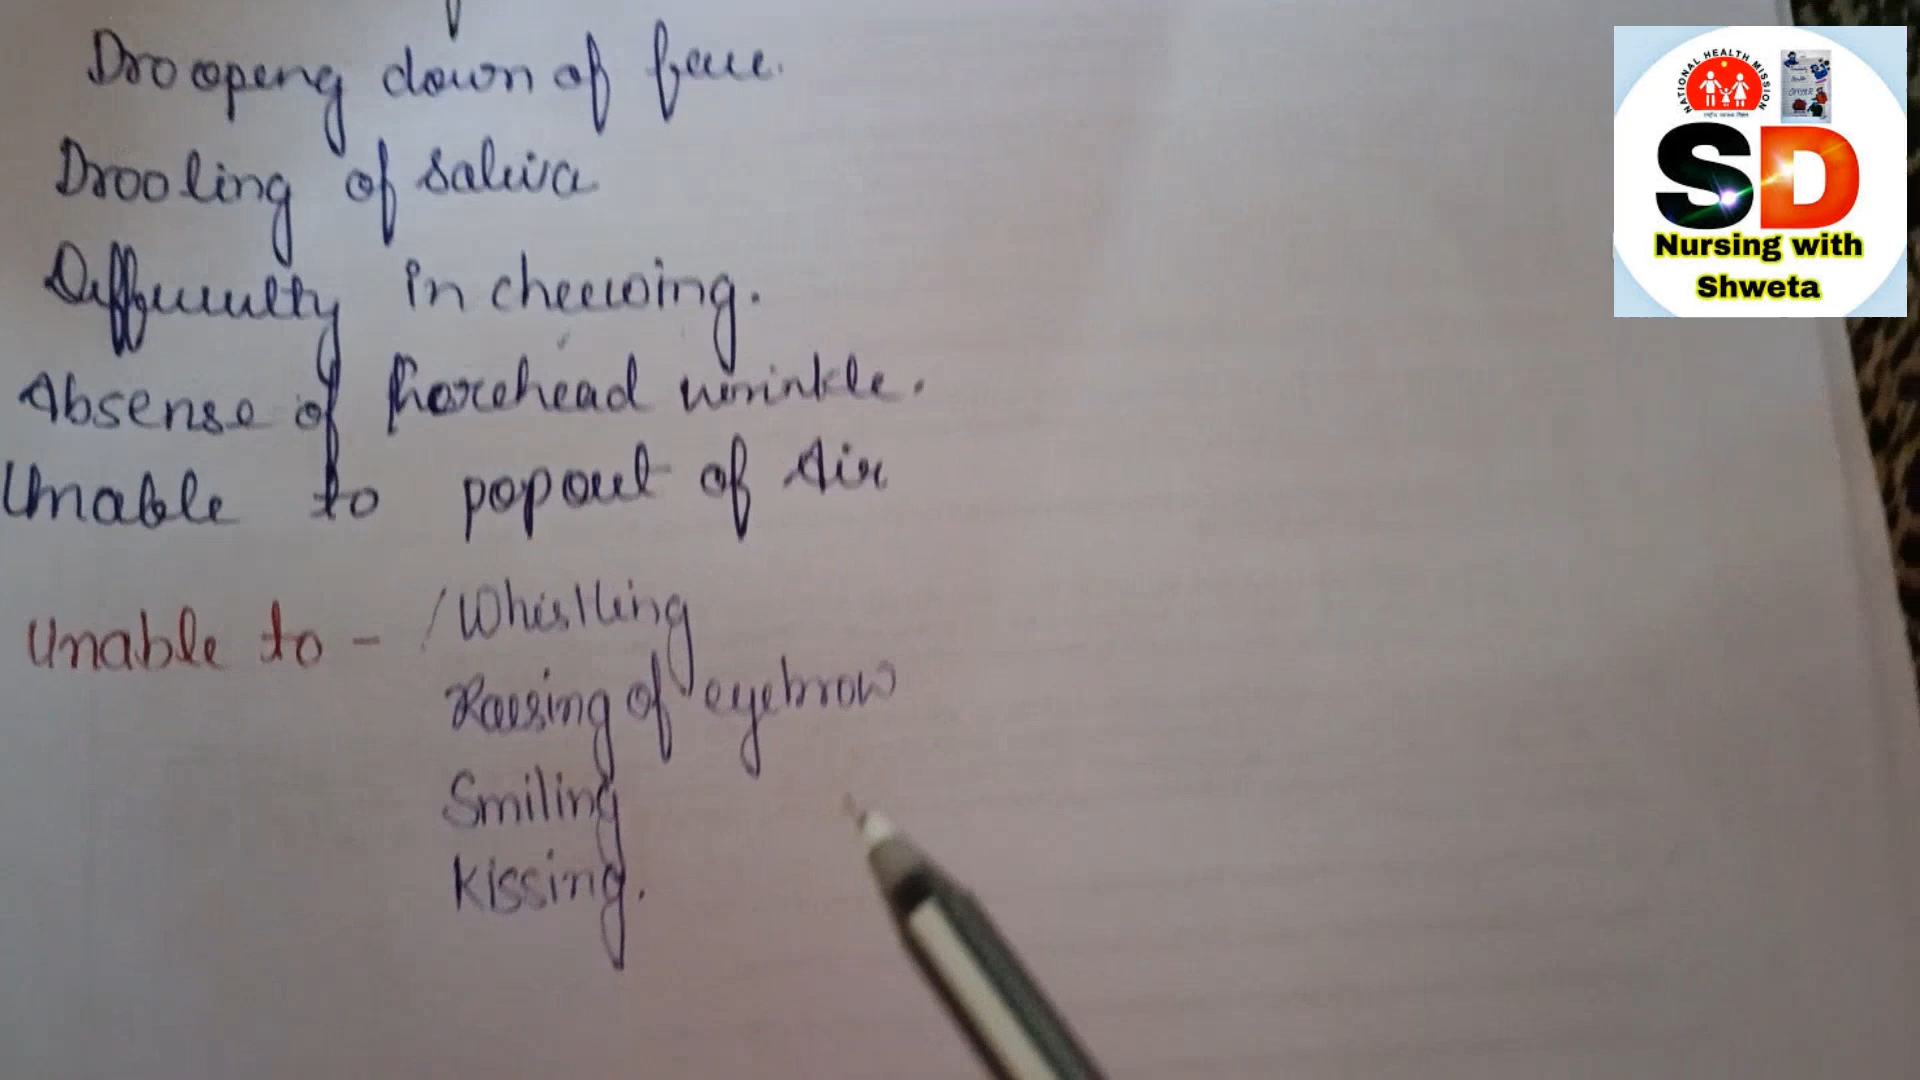 Droopeng down of face.
Drooling of saliva
Difficulty in cheewing.
Absense of forehead wrinkle.
Unable to popout of Air
Unable to - / Whistling
Raising of eyebrow
Smiling
Kissing.
NATIONAL HEALTH MISSION
SD
Nursing with
Shweta